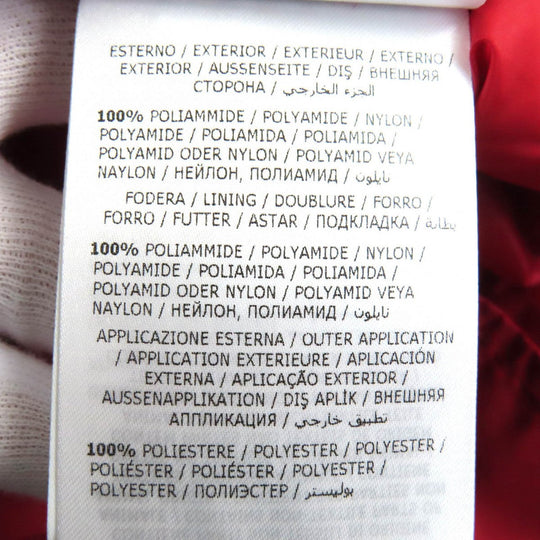 ESTERNO / EXTERIOR / EXTERIEUR / EXTERNO /
EXTERIOR / AUSSENSEITE / DIŞ / ВНЕШНЯЯ
СТОРОНА / الجزء الخارجي
100% POLIAMMIDE / POLYAMIDE / NYLON /
POLYAMIDE / POLIAMIDA / POLIAMIDA /
POLYAMID ODER NYLON / POLYAMID VEYA
NAYLON / НЕЙЛОН, ПОЛИАМИД / نايلون
FODERA / LINING / DOUBLURE / FORRO /
FORRO / FUTTER / ASTAR / ПОДКЛАДКА / بطانة
100% POLIAMMIDE / POLYAMIDE / NYLON /
POLYAMIDE / POLIAMIDA / POLIAMIDA /
POLYAMID ODER NYLON / POLYAMID VEYA
NAYLON / НЕЙЛОН, ПОЛИАМИД / نايلون
APPLICAZIONE ESTERNA / OUTER APPLICATION
/ APPLICATION EXTERIEURE / APLICACIÓN
EXTERNA / APLICAÇÃO EXTERIOR /
AUSSENAPPLIKATION / DIŞ APLİK / ВНЕШНЯЯ
АППЛИКАЦИЯ / تطبيق خارجي
100% POLIESTERE / POLYESTER / POLYESTER /
POLIÉSTER / POLIÉSTER / POLYESTER /
POLYESTER / ПОЛИЭСТЕР / بوليستر